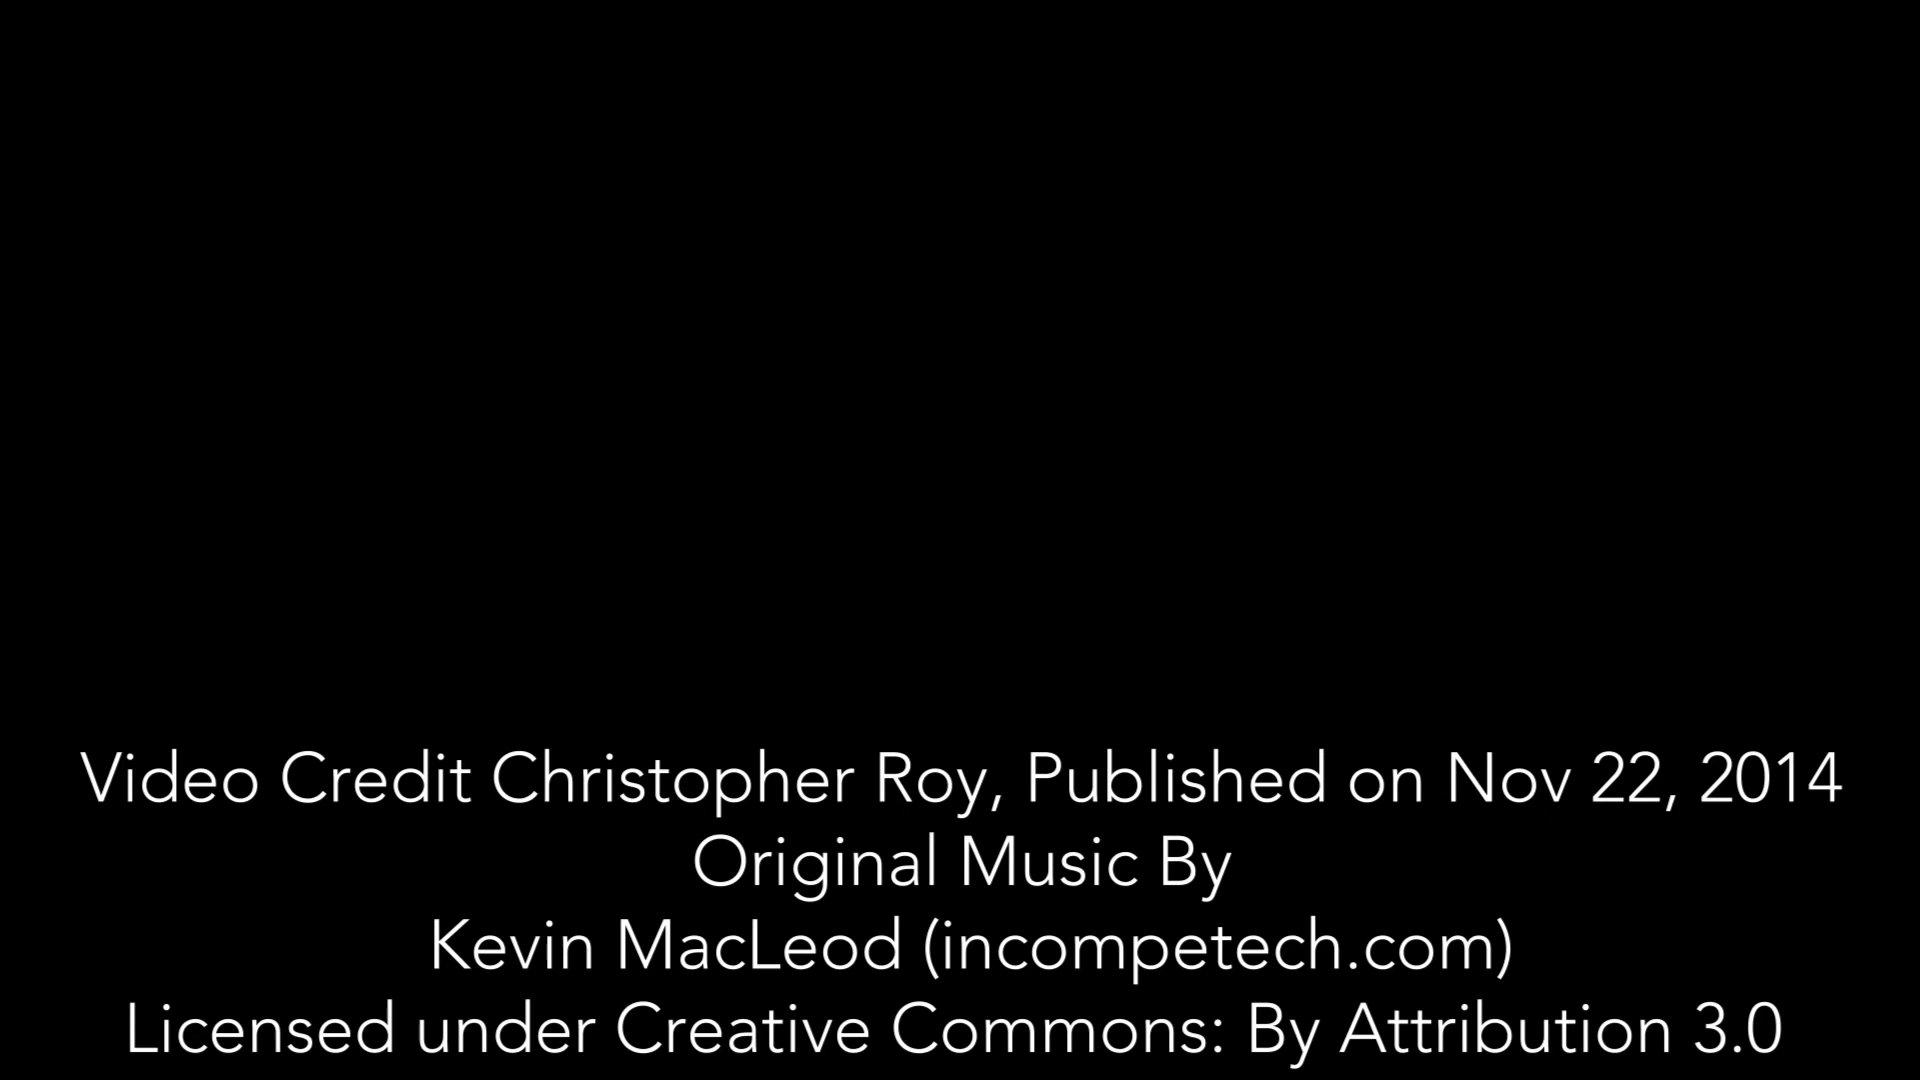 Video Credit Christopher Roy, Published on Nov 22, 2014
Original Music By
Kevin MacLeod (incompetech.com)
Licensed under Creative Commons: By Attribution 3.0